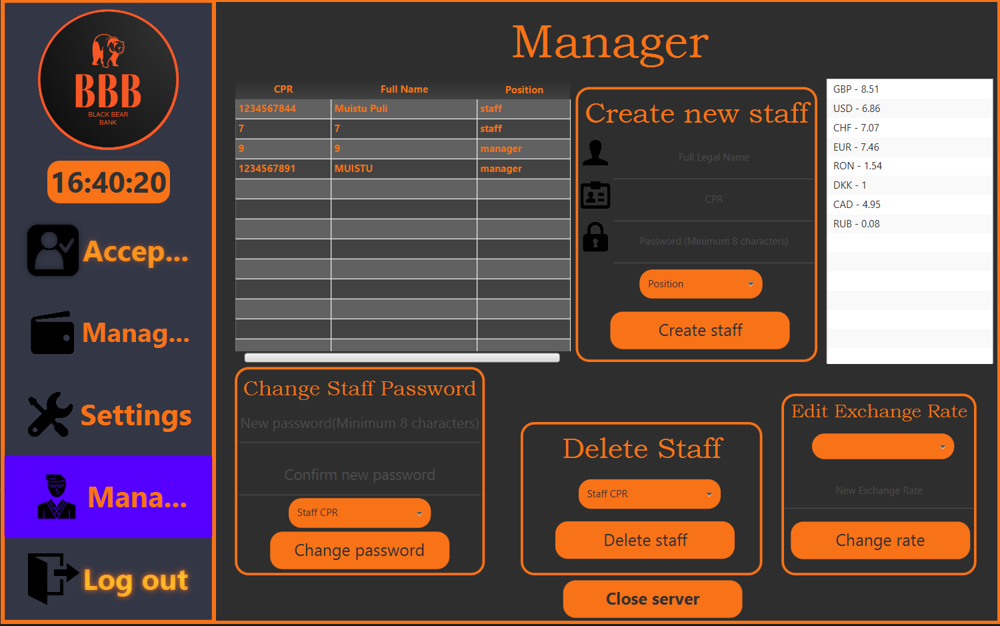 BBB
BLACK BEAR
BANK
16:40:20
Accep...
Manag...
Settings
Mana...
Log out
Manager
CPR Full Name Position
1234567844 Muistu Puli staff
7 7 staff
9 9 manager
1234567891 MUISTU manager
Create new staff
Full Legal Name
CPR
Password (Minimum 8 characters)
Position
Create staff
GBP - 8.51
USD - 6.86
CHF - 7.07
EUR - 7.46
RON - 1.54
DKK - 1
CAD - 4.95
RUB - 0.08
Change Staff Password
New password(Minimum 8 characters)
Confirm new password
Staff CPR
Change password
Delete Staff
Staff CPR
Delete staff
Close server
Edit Exchange Rate
New Exchange Rate
Change rate